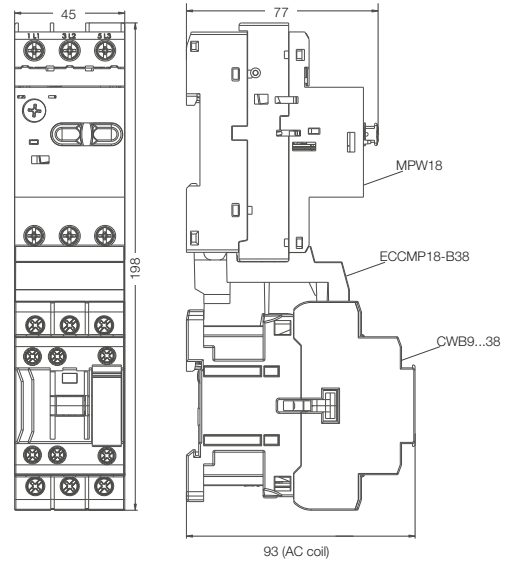 45
77
1 L1 3 L2 5 L3
MPW18
ECCMP18-B38
198
CWB9...38
93 (AC coil)